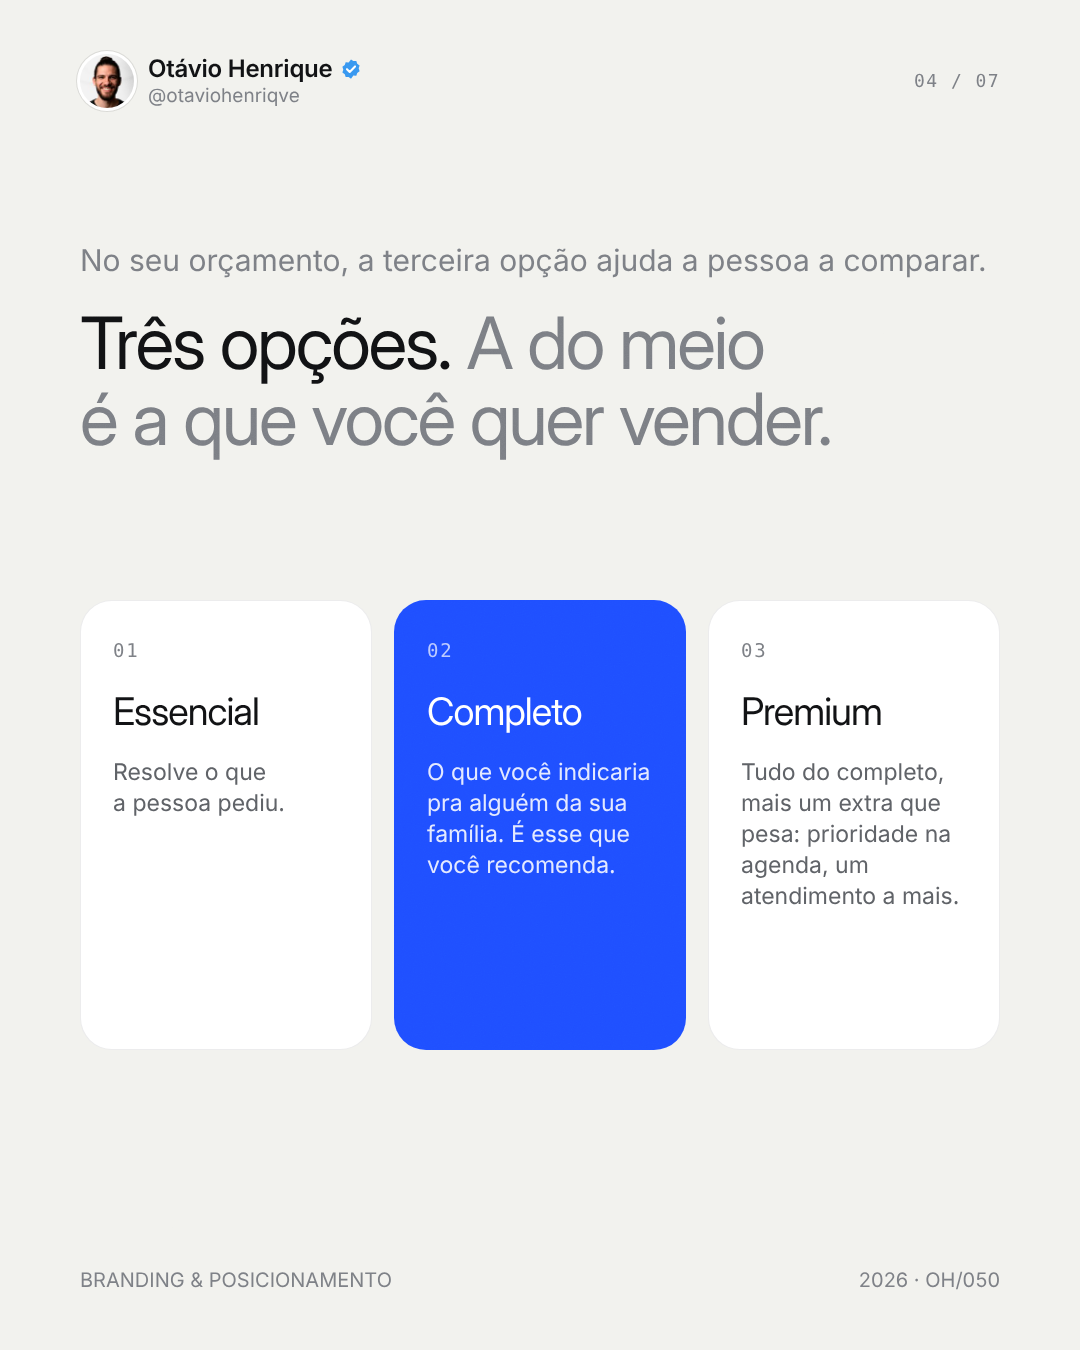 Otávio Henrique
@otaviohenriqve
04 / 07
No seu orçamento, a terceira opção ajuda a pessoa a comparar.
Três opções. A do meio
é a que você quer vender.
01
Essencial
Resolve o que
a pessoa pediu.
02
Completo
O que você indicaria
pra alguém da sua
família. É esse que
você recomenda.
03
Premium
Tudo do completo,
mais um extra que
pesa: prioridade na
agenda, um
atendimento a mais.
BRANDING & POSICIONAMENTO
2026 · OH/050